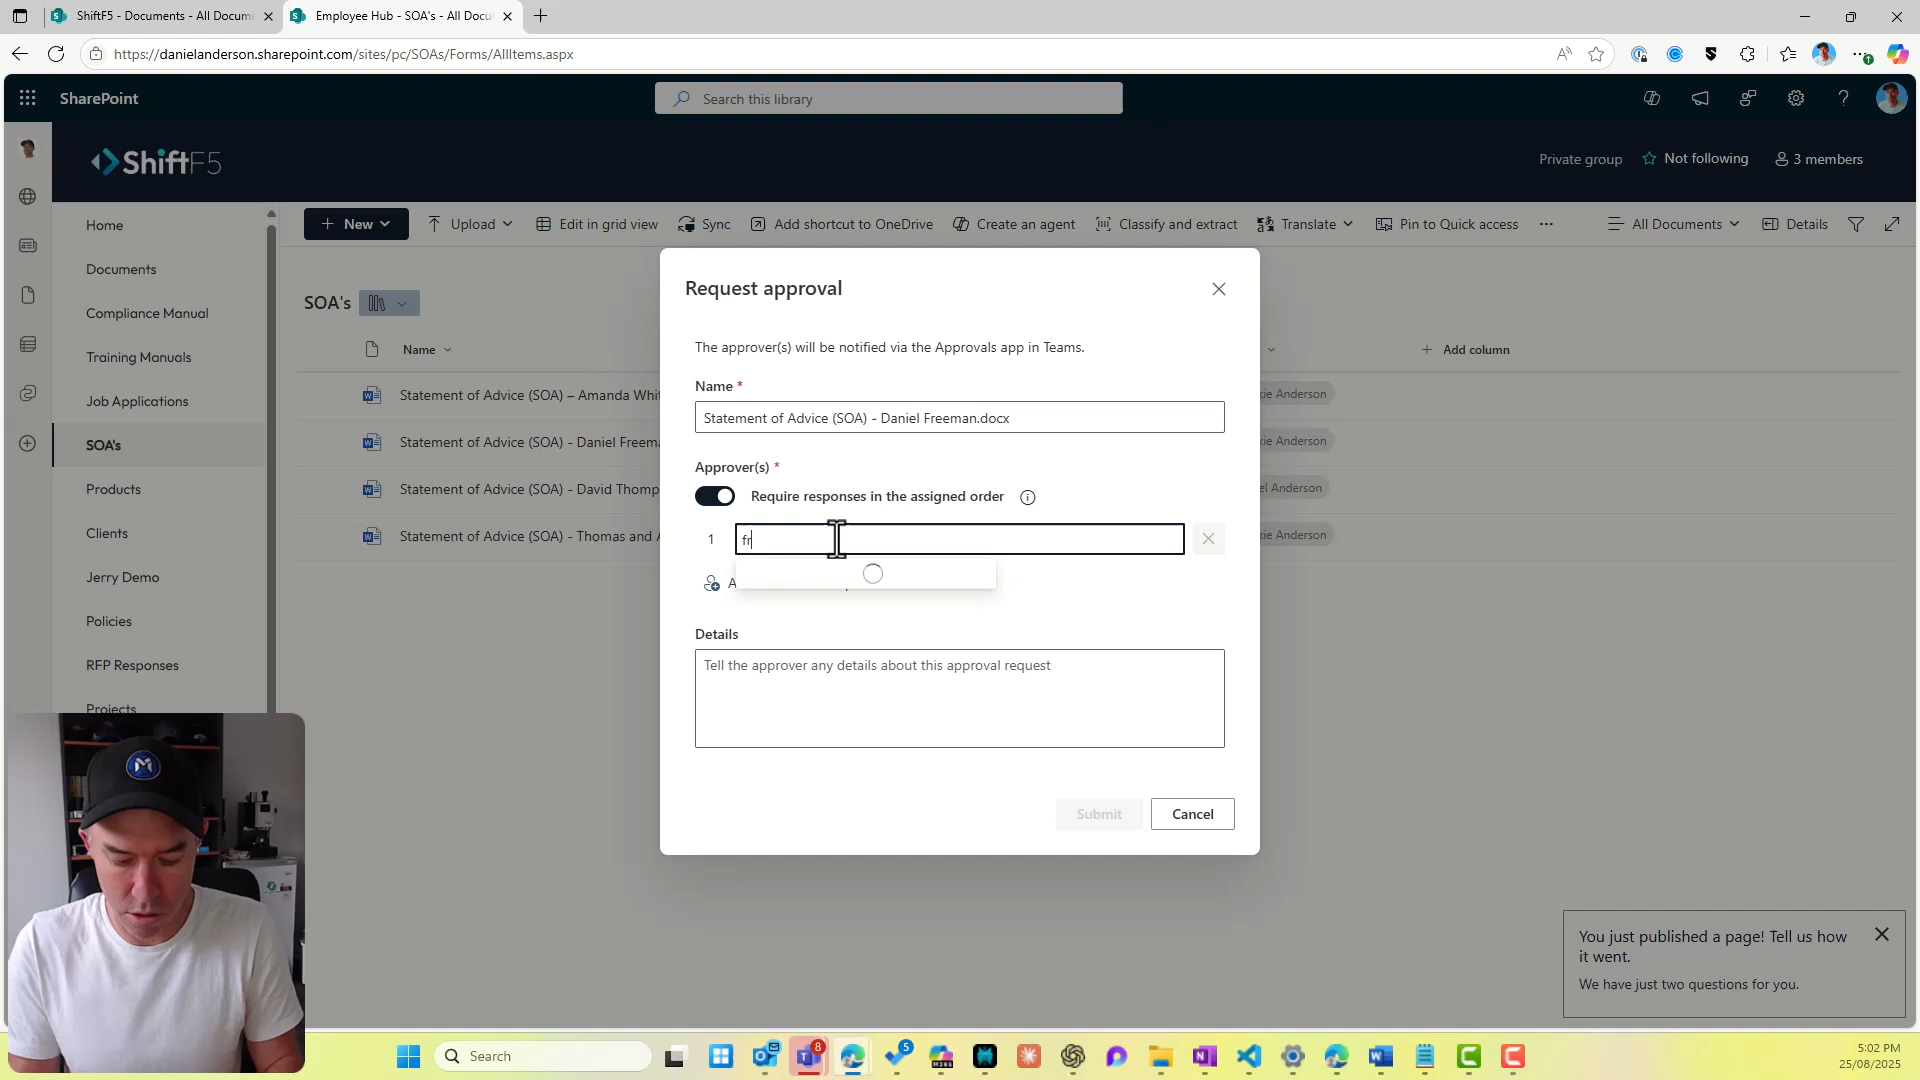 ShiftF5 - Documents - All Docum
Employee Hub - SOA's - All Docu
https://danielanderson.sharepoint.com/sites/pc/SOAs/Forms/AllItems.aspx
SharePoint
Search this library
ShiftF5
Private group
Not following
3 members
Home
Documents
Compliance Manual
Training Manuals
Job Applications
SOA's
Products
Clients
Jerry Demo
Policies
RFP Responses
Projects
New
Upload
Edit in grid view
Sync
Add shortcut to OneDrive
Create an agent
Classify and extract
Translate
Pin to Quick access
All Documents
Details
SOA's
Name
Add column
Statement of Advice (SOA) – Amanda Whi
kie Anderson
Statement of Advice (SOA) - Daniel Freem
kie Anderson
Statement of Advice (SOA) - David Thomp
el Anderson
Statement of Advice (SOA) - Thomas and
kie Anderson
Request approval
The approver(s) will be notified via the Approvals app in Teams.
Name *
Statement of Advice (SOA) - Daniel Freeman.docx
Approver(s) *
Require responses in the assigned order
1
fr
A
Details
Tell the approver any details about this approval request
Submit
Cancel
You just published a page! Tell us how
it went.
We have just two questions for you.
Search
8
5
M365
5:02 PM
25/08/2025